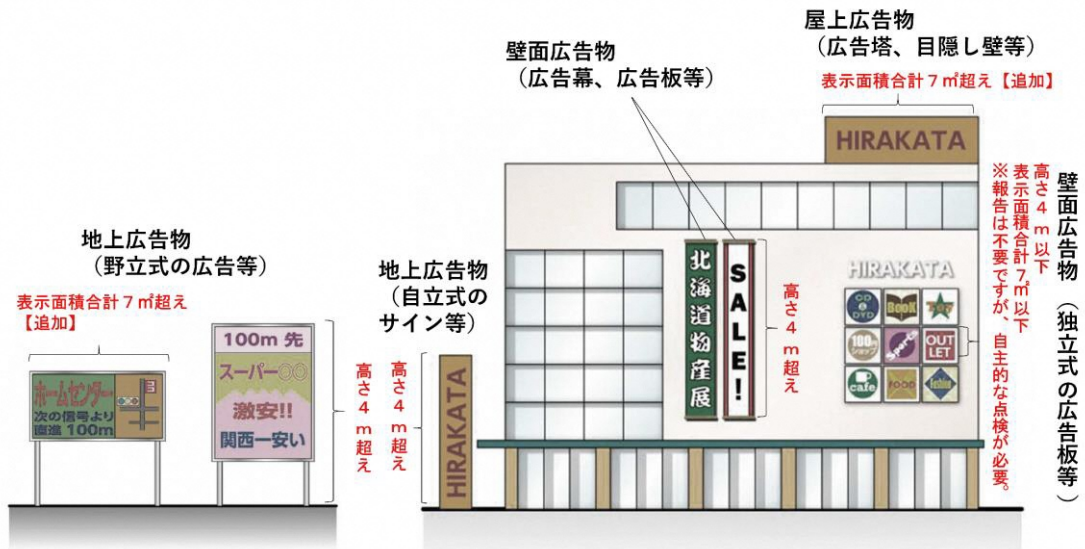 屋上広告物
（広告塔、目隠し壁等）
表示面積合計７㎡超え【追加】
壁面広告物
（広告幕、広告板等）
HIRAKATA
地上広告物
（野立式の広告等）
表示面積合計７㎡超え
【追加】
ホームセンター
次の信号より
直進 100m
100m 先
スーパー○○
激安!!
関西一安い
高さ4ｍ超え
地上広告物
（自立式の
サイン等）
高さ4ｍ超え
HIRAKATA
北海道物産展
SALE!
高さ4ｍ超え
HIRAKATA
CD & DVD
BooK
TOY
100円ショップ
Sports
OUTLET
cafe
FOOD
fashion
高さ4ｍ以下
表示面積合計7㎡以下
※報告は不要ですが、自主的な点検が必要。
壁面広告物（独立式の広告板等）